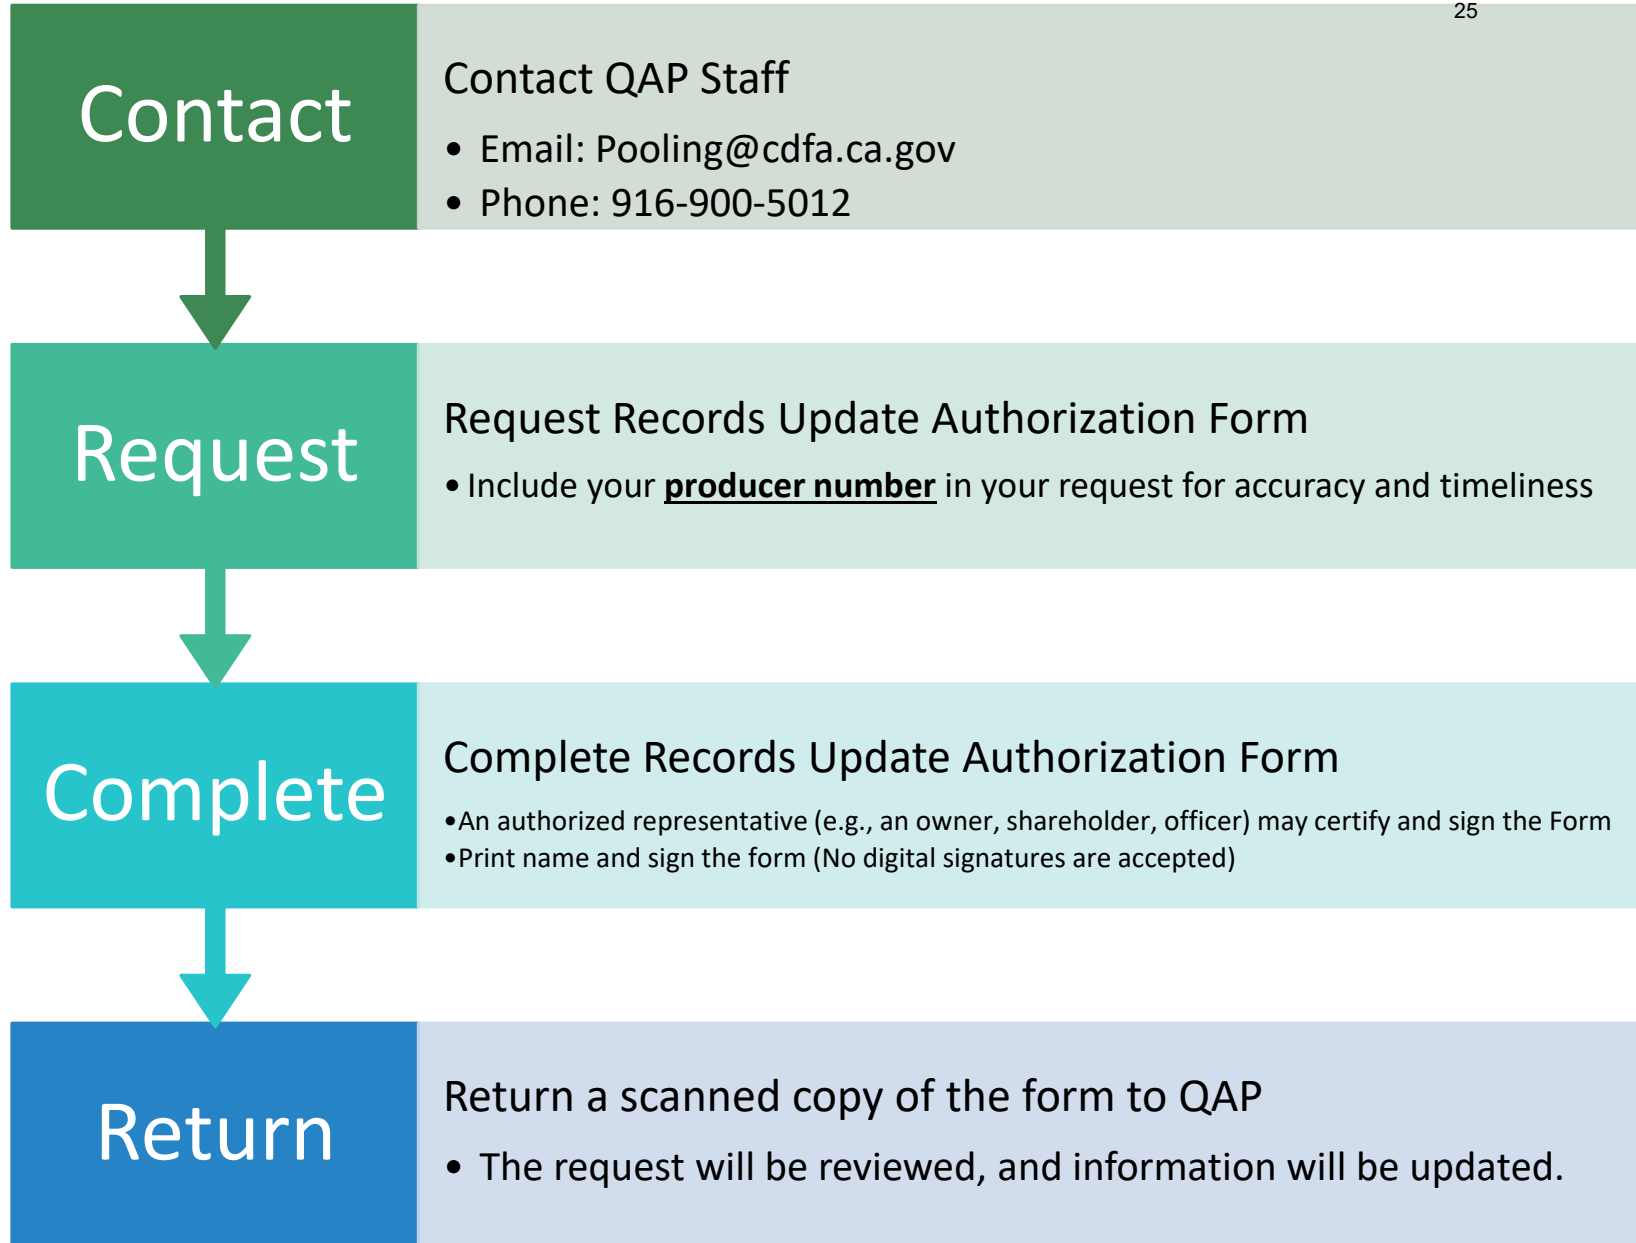 25
Contact
Contact QAP Staff
• Email: Pooling@cdfa.ca.gov
• Phone: 916-900-5012
Request
Request Records Update Authorization Form
• Include your producer number in your request for accuracy and timeliness
Complete
Complete Records Update Authorization Form
•An authorized representative (e.g., an owner, shareholder, officer) may certify and sign the Form
•Print name and sign the form (No digital signatures are accepted)
Return
Return a scanned copy of the form to QAP
• The request will be reviewed, and information will be updated.